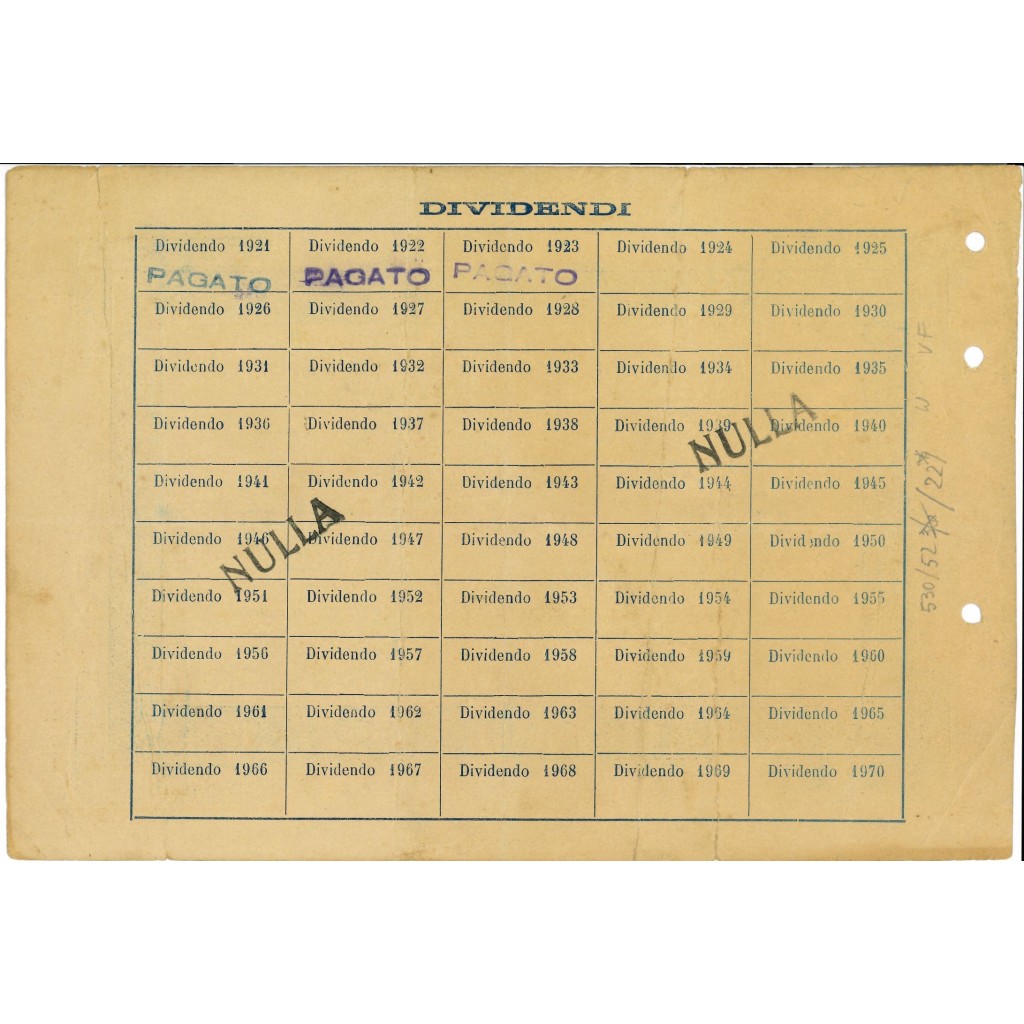 DIVIDENDI
Dividendo 1921 Dividendo 1922 Dividendo 1923 Dividendo 1924 Dividendo 1925
PAGATO PAGATO PAGATO
Dividendo 1926 Dividendo 1927 Dividendo 1928 Dividendo 1929 Dividendo 1930
Dividendo 1931 Dividendo 1932 Dividendo 1933 Dividendo 1934 Dividendo 1935
Dividendo 1936 Dividendo 1937 Dividendo 1938 Dividendo 1939 Dividendo 1940
NULLA
Dividendo 1941 Dividendo 1942 Dividendo 1943 Dividendo 1944 Dividendo 1945
Dividendo 1946 Dividendo 1947 Dividendo 1948 Dividendo 1949 Dividendo 1950
NULLA
Dividendo 1951 Dividendo 1952 Dividendo 1953 Dividendo 1954 Dividendo 1955
Dividendo 1956 Dividendo 1957 Dividendo 1958 Dividendo 1959 Dividendo 1960
Dividendo 1961 Dividendo 1962 Dividendo 1963 Dividendo 1964 Dividendo 1965
Dividendo 1966 Dividendo 1967 Dividendo 1968 Dividendo 1969 Dividendo 1970
W VF